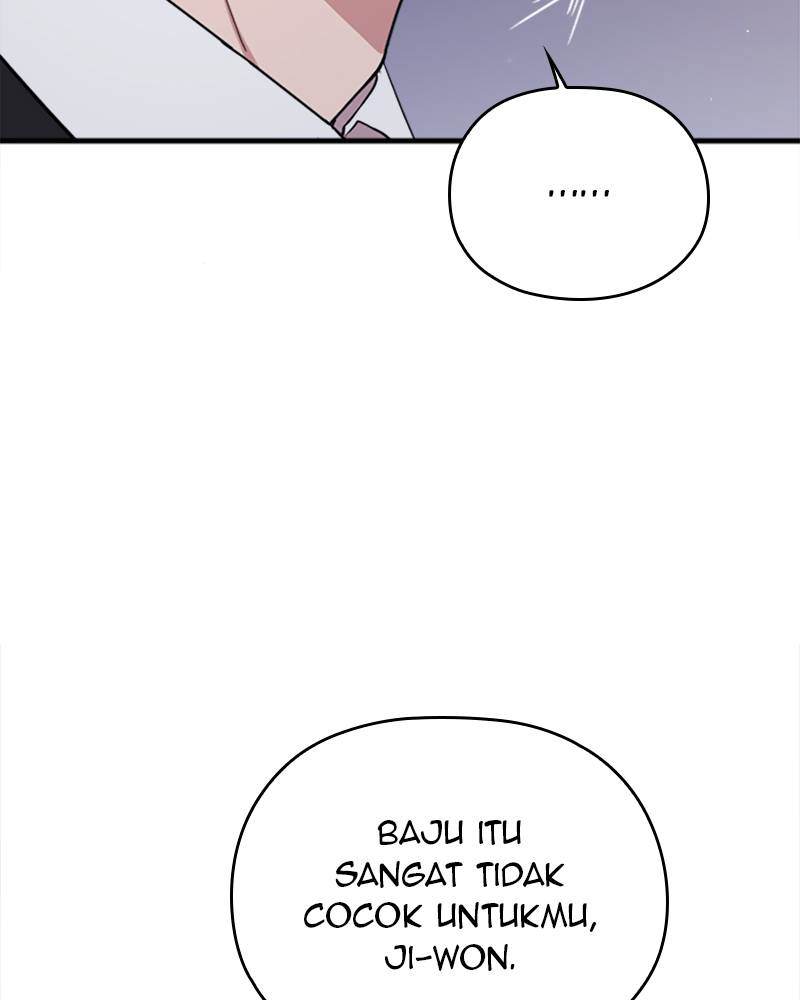 ......
BAJU ITU
SANGAT TIDAK
COCOK UNTUKMU,
JI-WON.